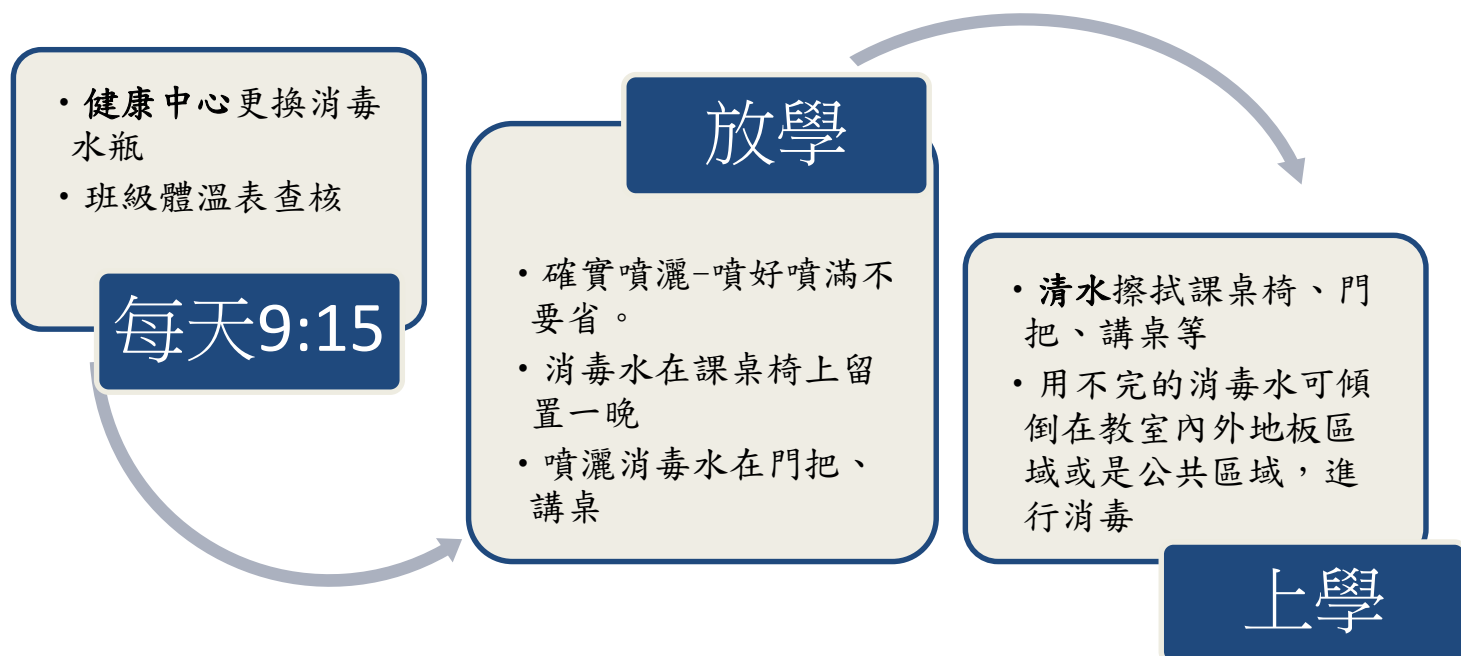 •健康中心更換消毒
水瓶
•班級體溫表查核
每天9:15
放學
•確實噴灑-噴好噴滿不
要省。
•消毒水在課桌椅上留
置一晚
•噴灑消毒水在門把、
講桌
•清水擦拭課桌椅、門
把、講桌等
•用不完的消毒水可傾
倒在教室內外地板區
域或是公共區域，進
行消毒
上學